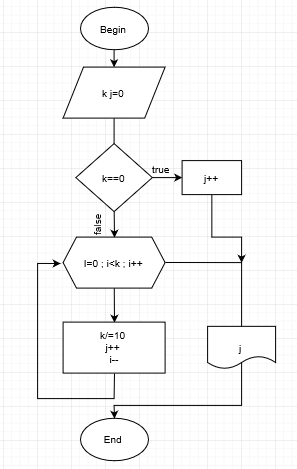 Begin
k j=0
k==0
true
j++
false
I=0 ; i<k ; i++
k/=10
j++
i--
j
End